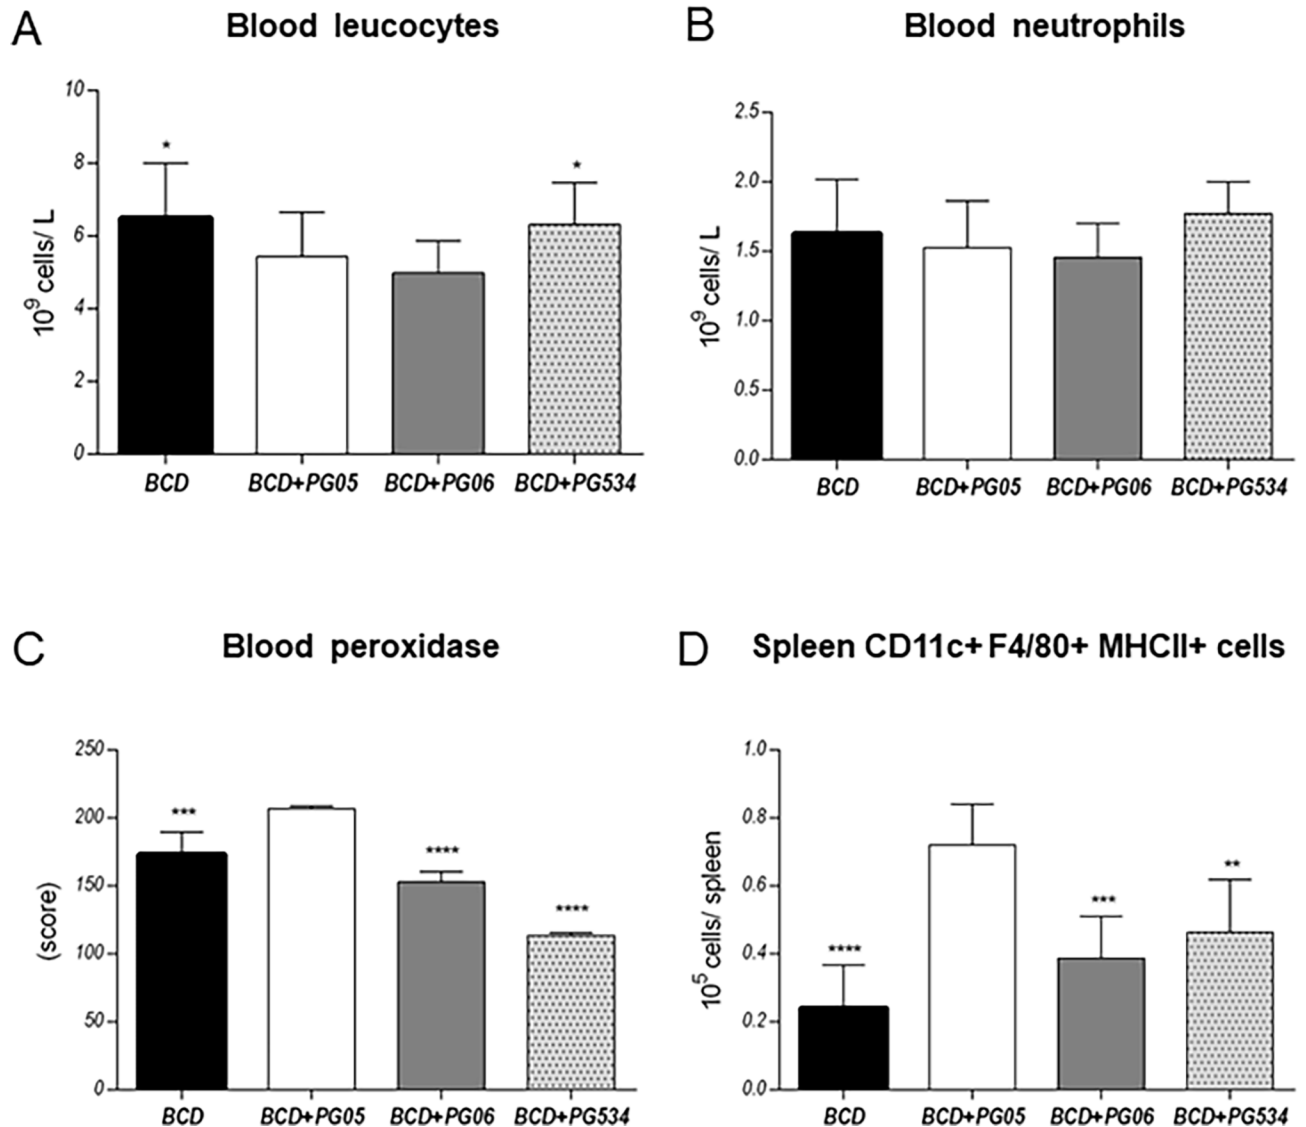 A Blood leucocytes
10
8
6
4
2
0
10⁹ cells/ L
*
*
BCD BCD+PG05 BCD+PG06 BCD+PG534
B Blood neutrophils
2.5
2.0
1.5
1.0
0.5
0.0
10⁹ cells/ L
BCD BCD+PG05 BCD+PG06 BCD+PG534
C Blood peroxidase
250
200
150
100
50
0
(score)
***
****
****
BCD BCD+PG05 BCD+PG06 BCD+PG534
D Spleen CD11c+ F4/80+ MHCII+ cells
1.0
0.8
0.6
0.4
0.2
0.0
10⁵ cells/ spleen
****
***
**
BCD BCD+PG05 BCD+PG06 BCD+PG534